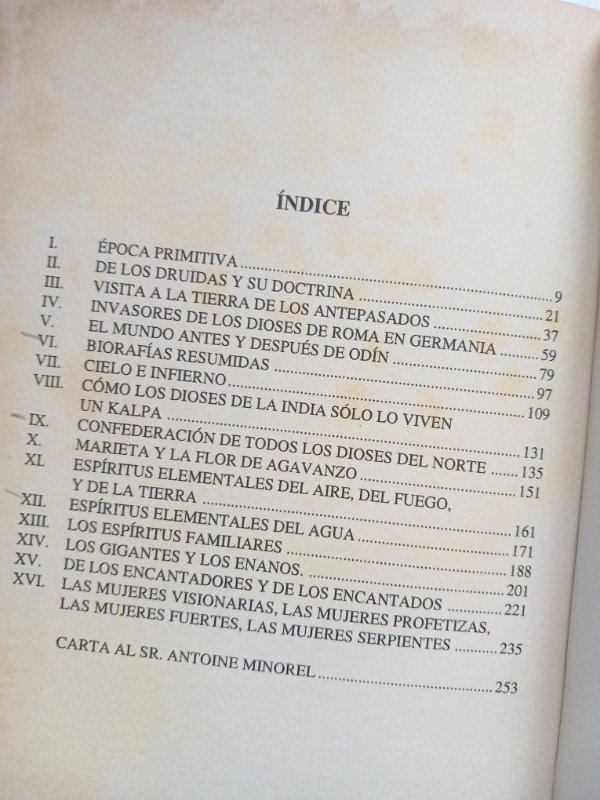 ÍNDICE
I. ÉPOCA PRIMITIVA ........ 9
II. DE LOS DRUIDAS Y SU DOCTRINA ........ 21
III. VISITA A LA TIERRA DE LOS ANTEPASADOS ........ 37
IV. INVASORES DE LOS DIOSES DE ROMA EN GERMANIA ........ 59
V. EL MUNDO ANTES Y DESPUÉS DE ODÍN ........ 79
VI. BIORAFÍAS RESUMIDAS ........ 97
VII. CIELO E INFIERNO ........ 109
VIII. CÓMO LOS DIOSES DE LA INDIA SÓLO LO VIVEN
UN KALPA ........ 131
IX. CONFEDERACIÓN DE TODOS LOS DIOSES DEL NORTE ........ 135
X. MARIETA Y LA FLOR DE AGAVANZO ........ 151
XI. ESPÍRITUS ELEMENTALES DEL AIRE, DEL FUEGO,
Y DE LA TIERRA ........ 161
XII. ESPÍRITUS ELEMENTALES DEL AGUA ........ 171
XIII. LOS ESPÍRITUS FAMILIARES ........ 188
XIV. LOS GIGANTES Y LOS ENANOS. ........ 201
XV. DE LOS ENCANTADORES Y DE LOS ENCANTADOS ........ 221
XVI. LAS MUJERES VISIONARIAS, LAS MUJERES PROFETIZAS,
LAS MUJERES FUERTES, LAS MUJERES SERPIENTES ........ 235
CARTA AL SR. ANTOINE MINOREL ........ 253